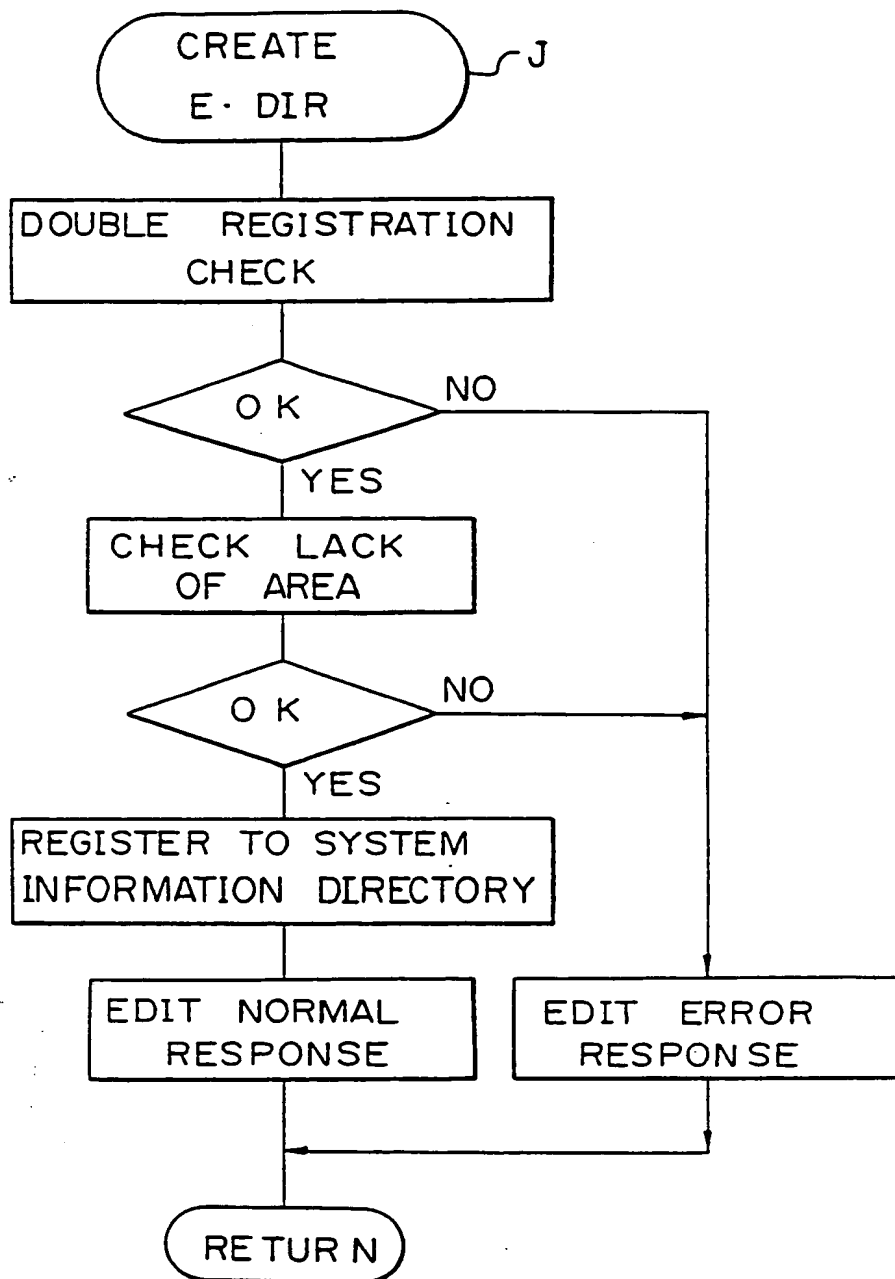 CREATE
E· DIR
J
DOUBLE REGISTRATION
CHECK
OK
NO
YES
CHECK LACK
OF AREA
OK
NO
YES
REGISTER TO SYSTEM
INFORMATION DIRECTORY
EDIT NORMAL
RESPONSE
EDIT ERROR
RESPONSE
RETURN